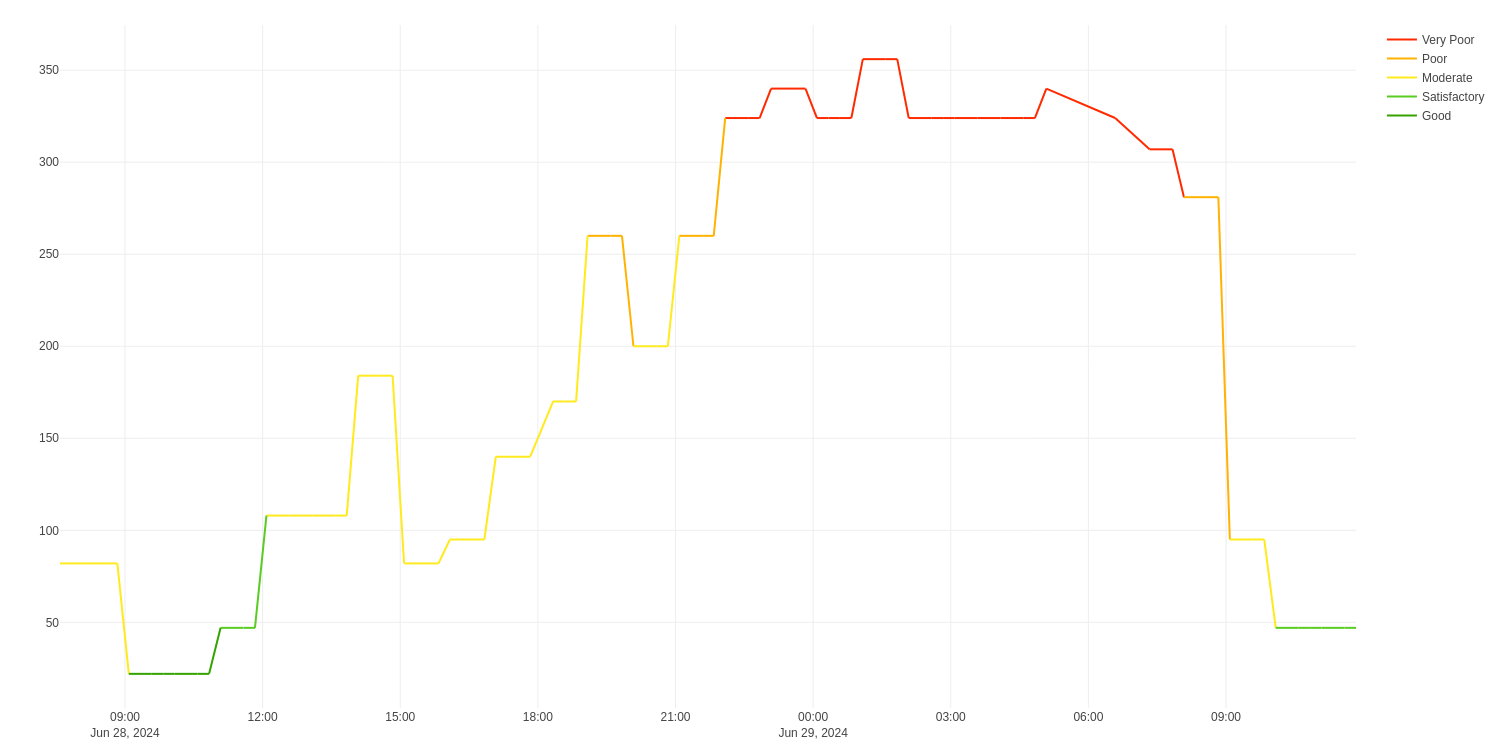 350
300
250
200
150
100
50
09:00
Jun 28, 2024
12:00
15:00
18:00
21:00
00:00
Jun 29, 2024
03:00
06:00
09:00
Very Poor
Poor
Moderate
Satisfactory
Good